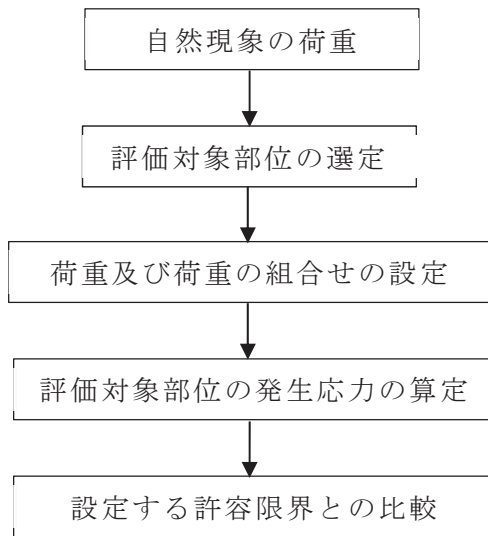 自然現象の荷重
評価対象部位の選定
荷重及び荷重の組合せの設定
評価対象部位の発生応力の算定
設定する許容限界との比較